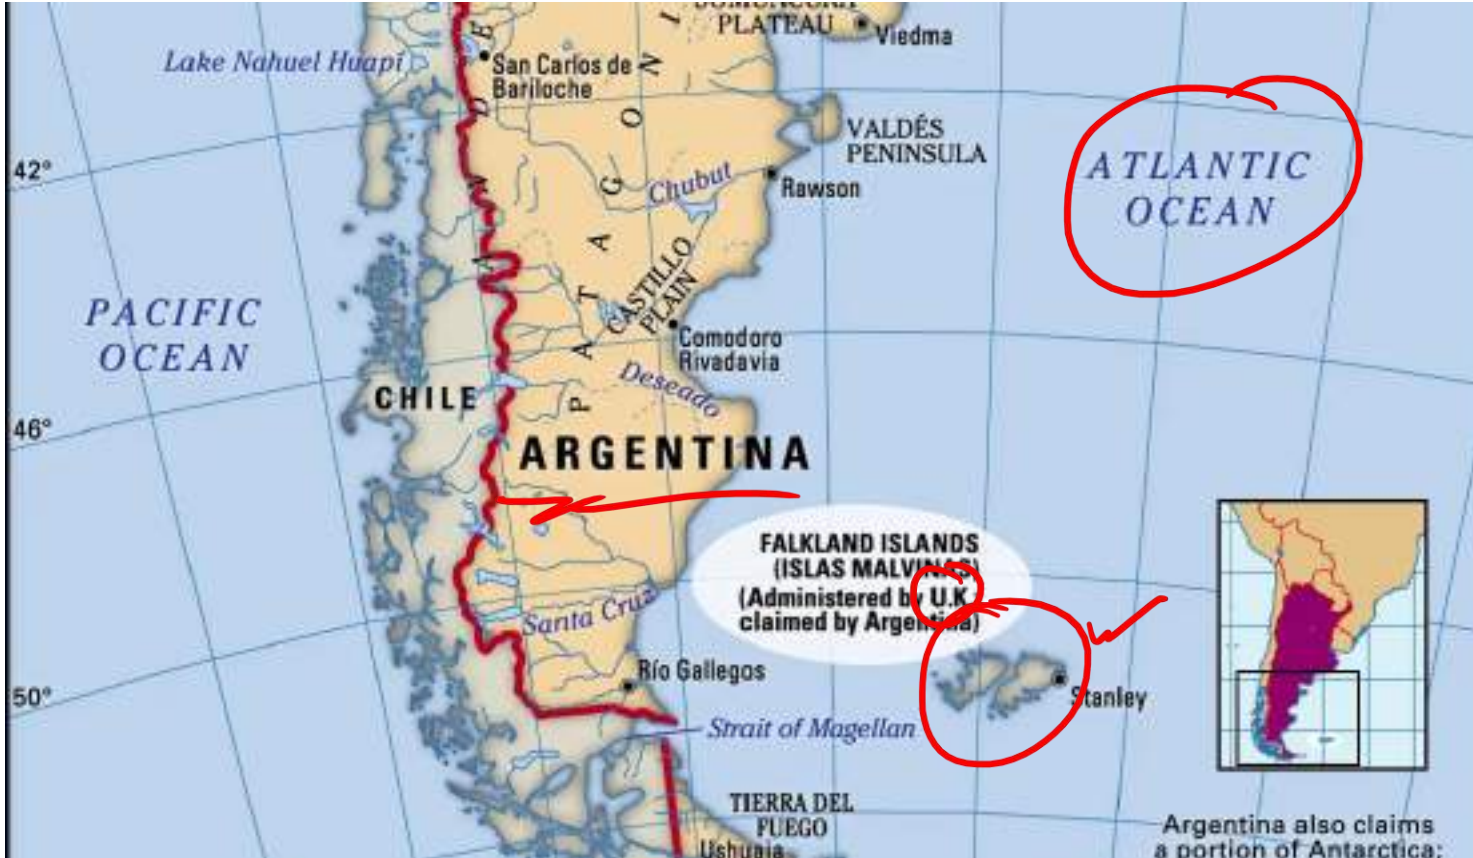 PLATEAU
Viedma
Lake Nahuel Huapí
San Carlos de
Bariloche
VALDÉS
PENINSULA
ATLANTIC
OCEAN
42°
Chubut
Rawson
PATAGONI
CASTILLO
PLAIN
PACIFIC
OCEAN
Comodoro
Rivadavia
Deseado
CHILE
46°
ARGENTINA
FALKLAND ISLANDS
(ISLAS MALVINAS)
(Administered by U.K.;
claimed by Argentina)
Santa Cruz
Río Gallegos
Stanley
50°
Strait of Magellan
TIERRA DEL
FUEGO
Ushuaia
Argentina also claims
a portion of Antarctica;